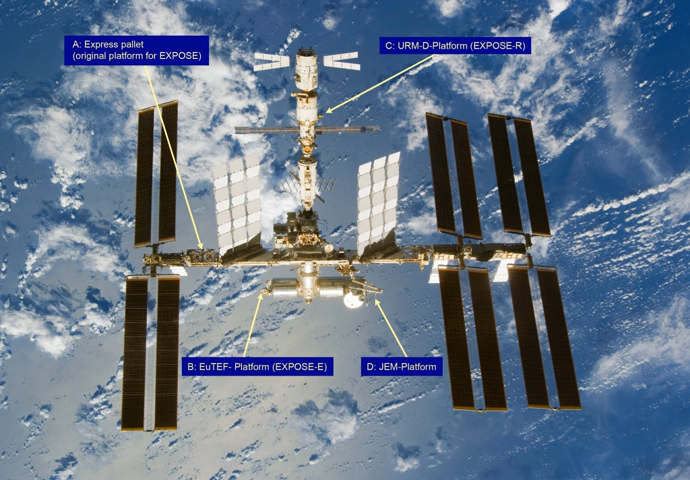 A: Express pallet
(original platform for EXPOSE)
C: URM-D-Platform (EXPOSE-R)
B: EuTEF- Platform (EXPOSE-E)
D: JEM-Platform